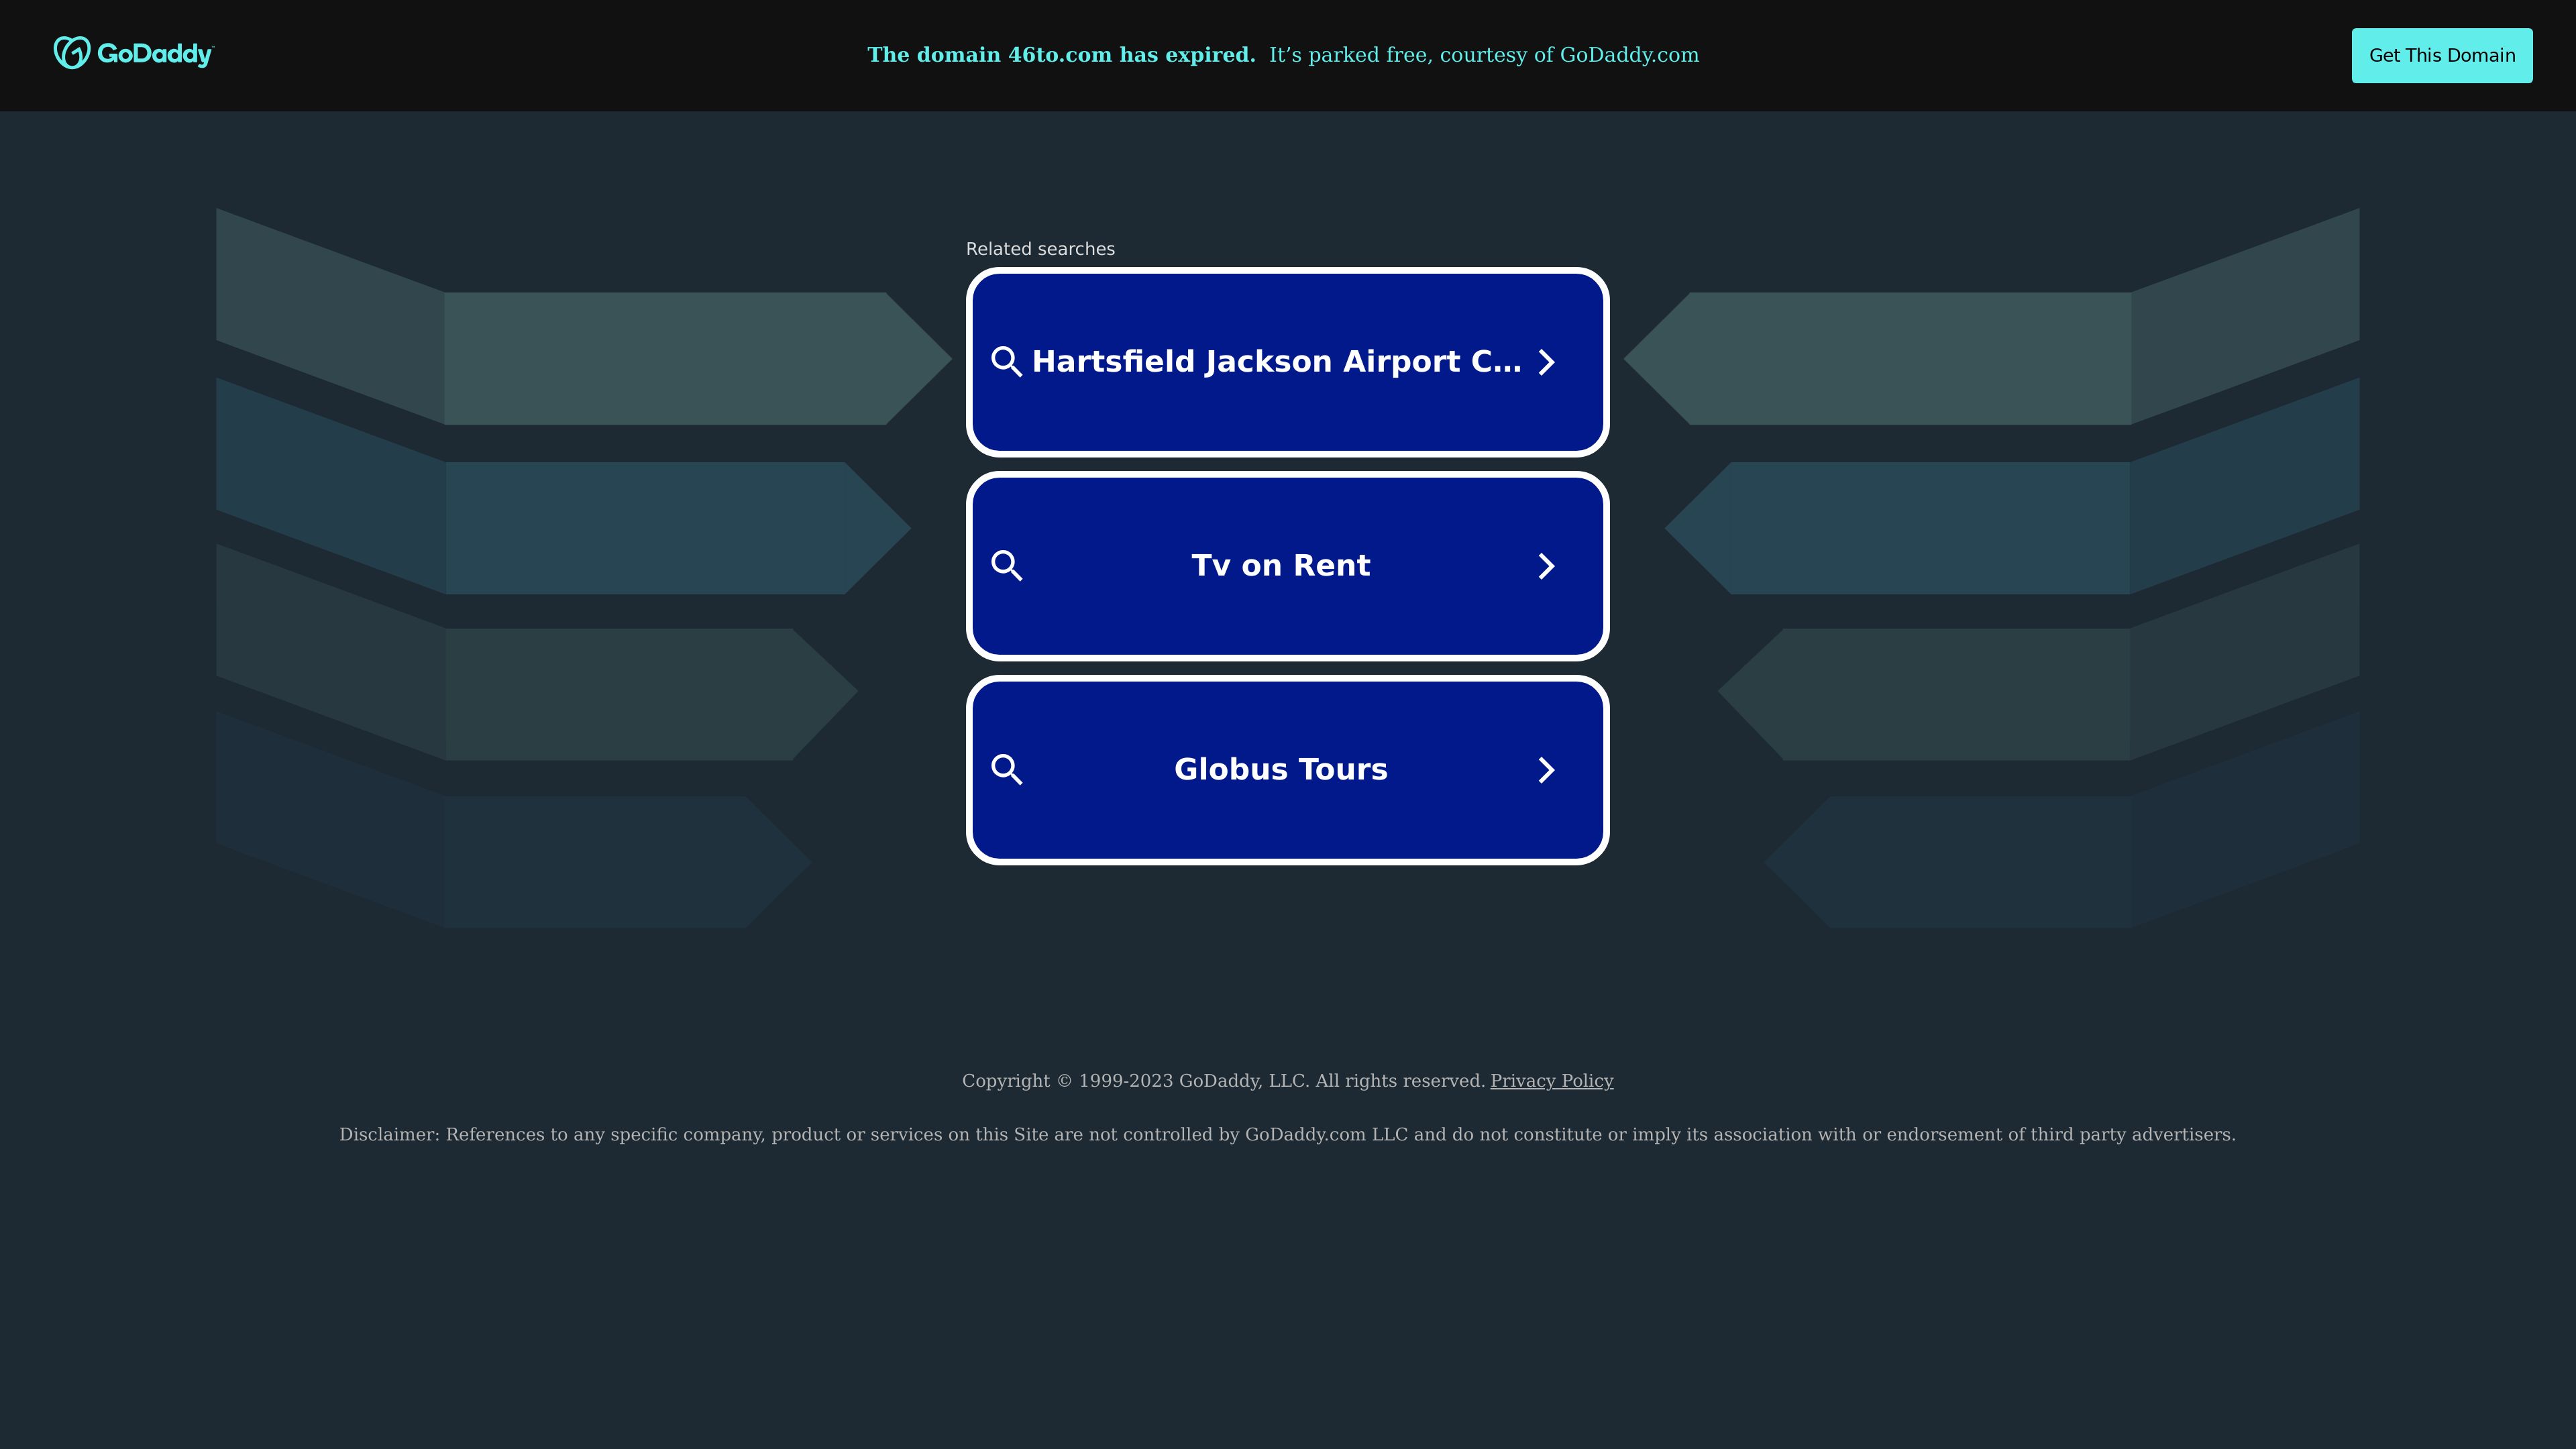 GoDaddy
The domain 46to.com has expired. It’s parked free, courtesy of GoDaddy.com
Get This Domain
Related searches
Hartsfield Jackson Airport C...
Tv on Rent
Globus Tours
Copyright © 1999-2023 GoDaddy, LLC. All rights reserved. Privacy Policy
Disclaimer: References to any specific company, product or services on this Site are not controlled by GoDaddy.com LLC and do not constitute or imply its association with or endorsement of third party advertisers.